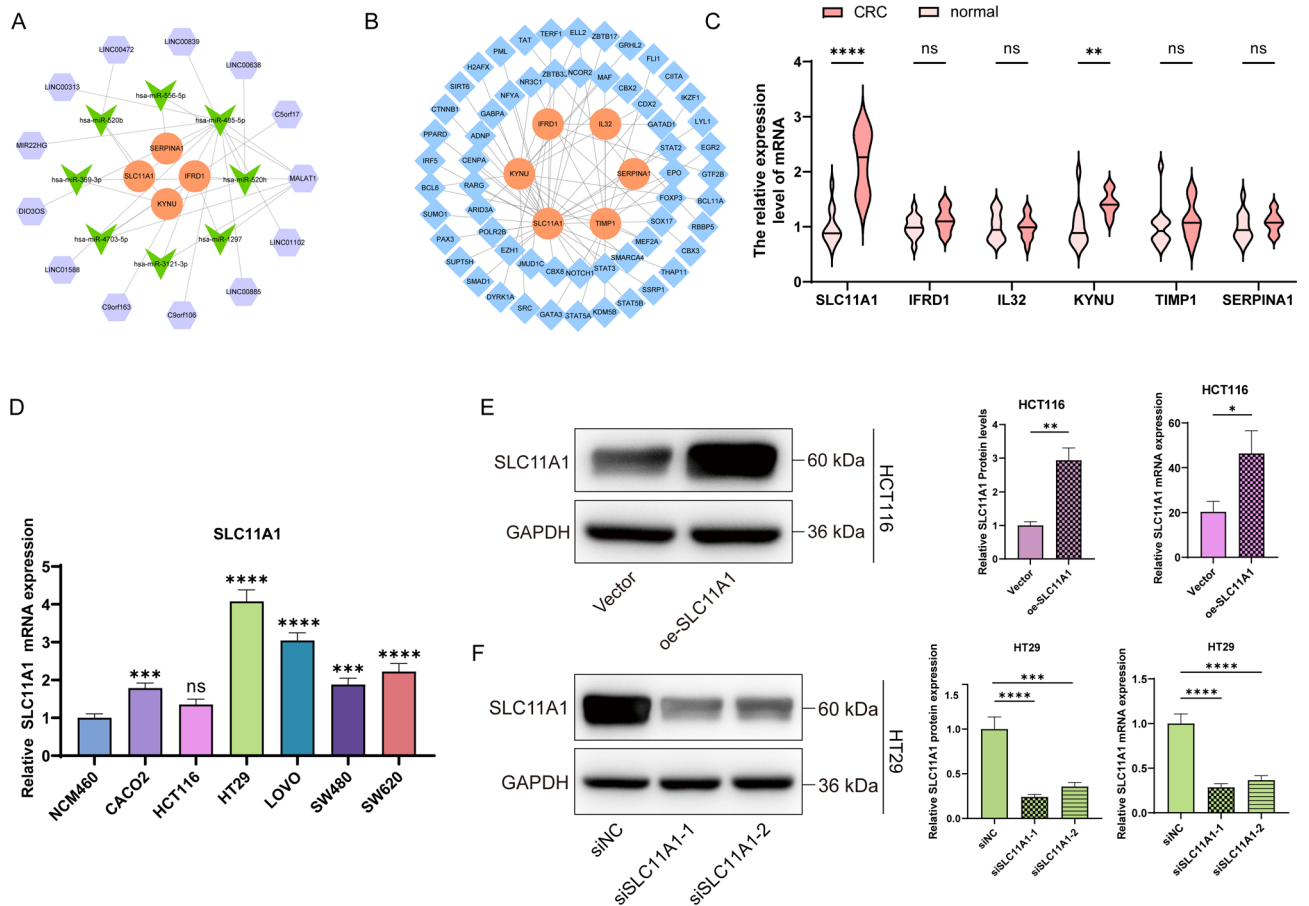 A
LINC00839
LINC00472
LINC00638
LINC00313
hsa-miR-556-5p
hsa-miR-485-5p
C5orf17
hsa-miR-520b
MIR22HG
SERPINA1
SLC11A1
IFRD1
hsa-miR-369-3p
hsa-miR-520h
MALAT1
KYNU
DIO3OS
hsa-miR-4703-5p
hsa-miR-1297
LINC01102
hsa-miR-3121-3p
LINC01588
LINC00885
C9orf163
C9orf106
B
TAT
TERF1
ELL2
ZBTB17
PML
GRHL2
H2AFX
FLI1
SIRT6
CIITA
CTNNB1
IKZF1
PPARD
LYL1
IRF5
EGR2
BCL6
GTF2B
SUMO1
BCL11A
PAX3
RBBP5
SUPT5H
CBX3
SMAD1
THAP11
DYRK1A
SSRP1
SRC
STAT5B
GATA3
STAT5A
KDM5B
NR3C1
NCOR2
MAF
NFYA
CBX2
GABPA
CDX2
ADNP
GATAD1
CENPA
STAT2
RARG
EPO
ARID3A
FOXP3
POLR2B
SOX17
EZH1
MEF2A
JMJD1C
SMARCA4
CBX8
NOTCH1
STAT3
IFRD1
IL32
KYNU
SERPINA1
SLC11A1
TIMP1
C
CRC
normal
The relative expression
level of mRNA
4
3
2
1
0
****
ns
ns
**
ns
ns
SLC11A1
IFRD1
IL32
KYNU
TIMP1
SERPINA1
D
SLC11A1
Relative SLC11A1 mRNA expression
5
4
3
2
1
0
***
ns
****
****
***
****
NCM460
CACO2
HCT116
HT29
LOVO
SW480
SW620
E
SLC11A1
60 kDa
GAPDH
36 kDa
HCT116
Vector
oe-SLC11A1
HCT116
Relative SLC11A1 Protein levels
4
3
2
1
0
**
Vector
oe-SLC11A1
HCT116
Relative SLC11A1 mRNA expression
60
40
20
0
*
Vector
oe-SLC11A1
F
SLC11A1
60 kDa
GAPDH
36 kDa
HT29
siNC
siSLC11A1-1
siSLC11A1-2
HT29
Relative SLC11A1 protein expression
1.5
1.0
0.5
0.0
***
****
siNC
siSLC11A1-1
siSLC11A1-2
HT29
Relative SLC11A1 mRNA expression
1.5
1.0
0.5
0.0
****
****
siNC
siSLC11A1-1
siSLC11A1-2